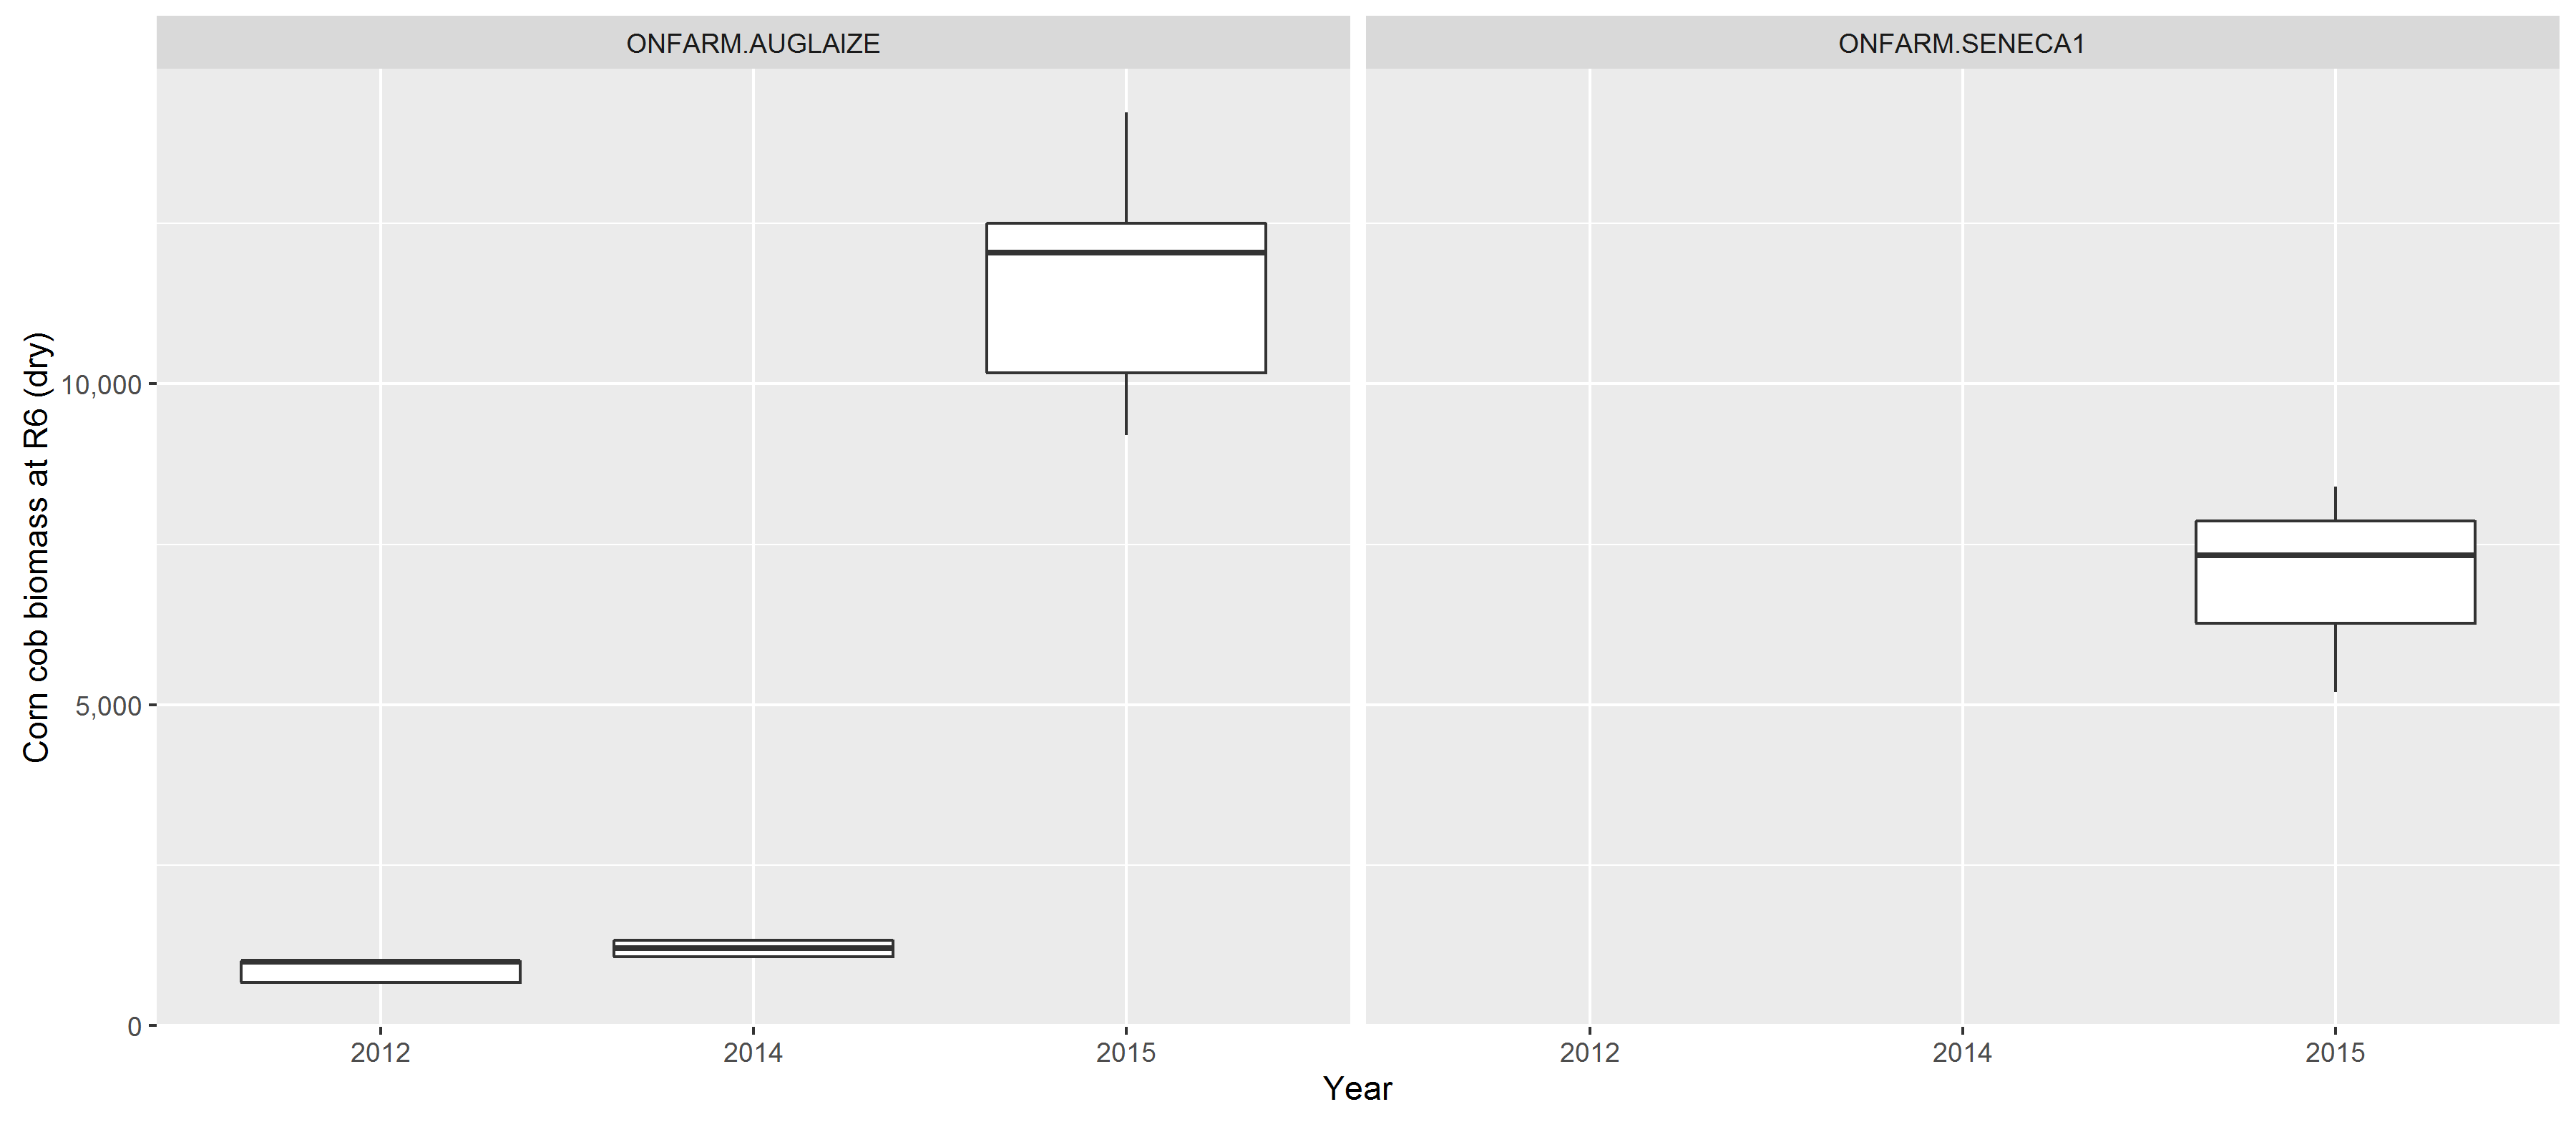 ONFARM.AUGLAIZE
ONFARM.SENECA1
Corn cob biomass at R6 (dry)
10,000
5,000
0
2012
2014
2015
2012
2014
2015
Year